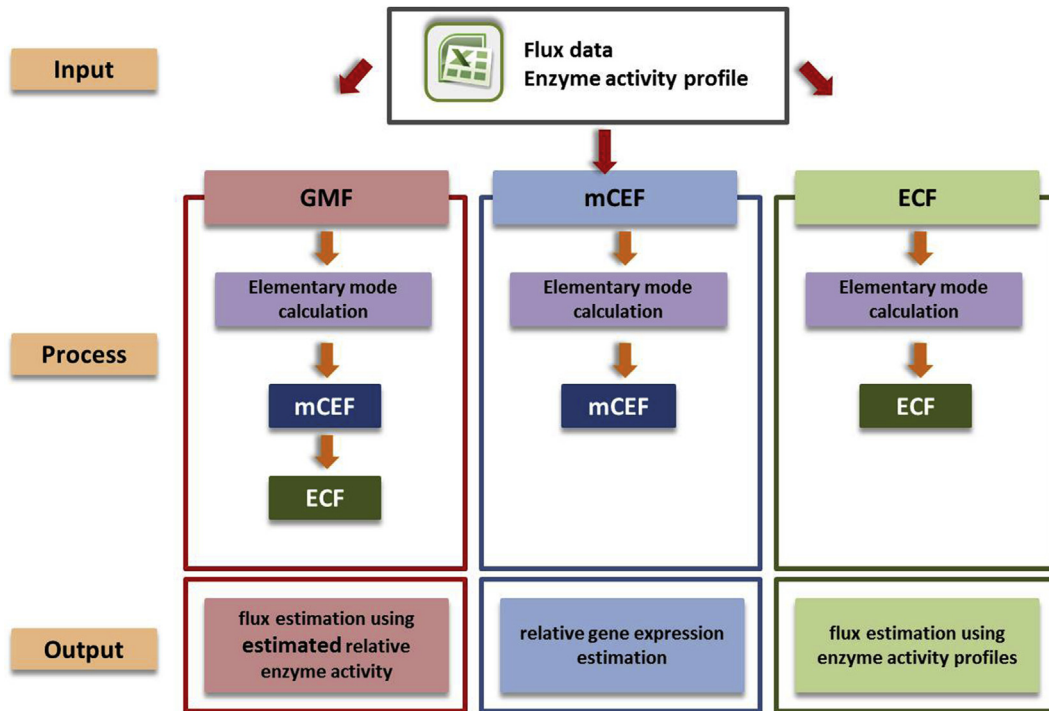 Input
Flux data
Enzyme activity profile
GMF
mCEF
ECF
Elementary mode
calculation
Elementary mode
calculation
Elementary mode
calculation
Process
mCEF
mCEF
ECF
ECF
Output
flux estimation using
estimated relative
enzyme activity
relative gene expression
estimation
flux estimation using
enzyme activity profiles